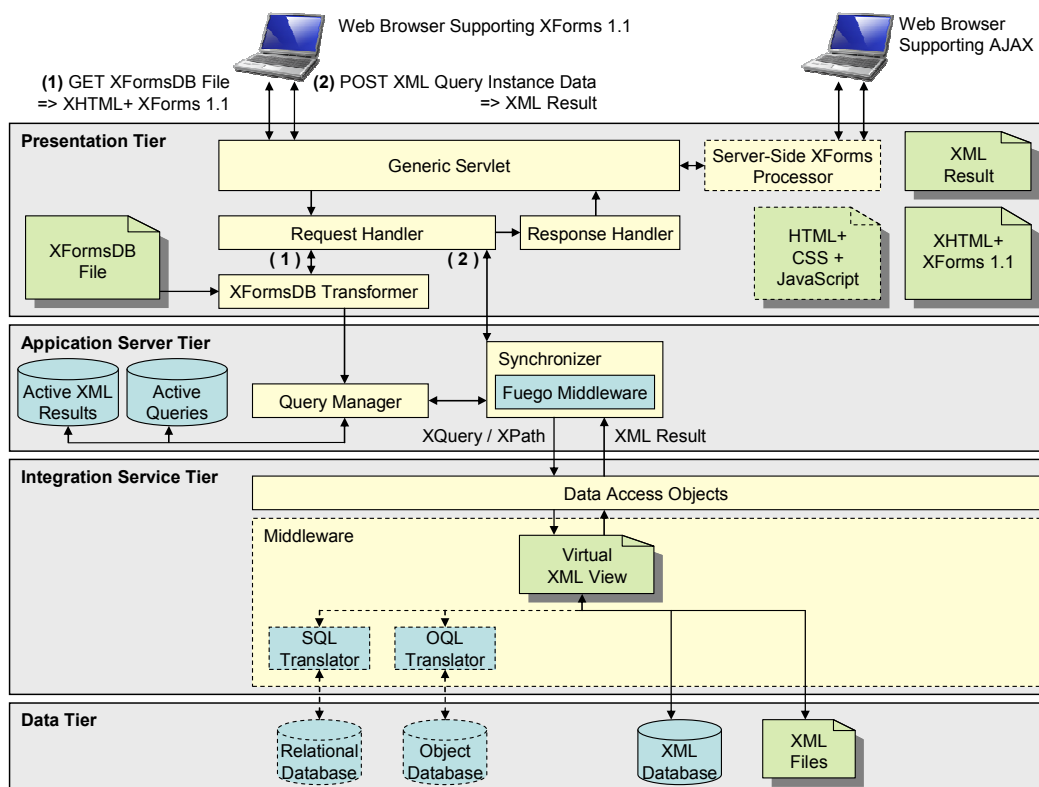 Web Browser Supporting XForms 1.1
Web Browser
Supporting AJAX
(1) GET XFormsDB File
=> XHTML+ XForms 1.1
(2) POST XML Query Instance Data
=> XML Result
Presentation Tier
Generic Servlet
Server-Side XForms
Processor
XML
Result
XFormsDB
File
Request Handler
Response Handler
HTML+
CSS +
JavaScript
XHTML+
XForms 1.1
( 1 )
( 2 )
XFormsDB Transformer
Appication Server Tier
Active XML
Results
Active
Queries
Query Manager
Synchronizer
Fuego Middleware
XQuery / XPath
XML Result
Integration Service Tier
Data Access Objects
Middleware
Virtual
XML View
SQL
Translator
OQL
Translator
Data Tier
Relational
Database
Object
Database
XML
Database
XML
Files